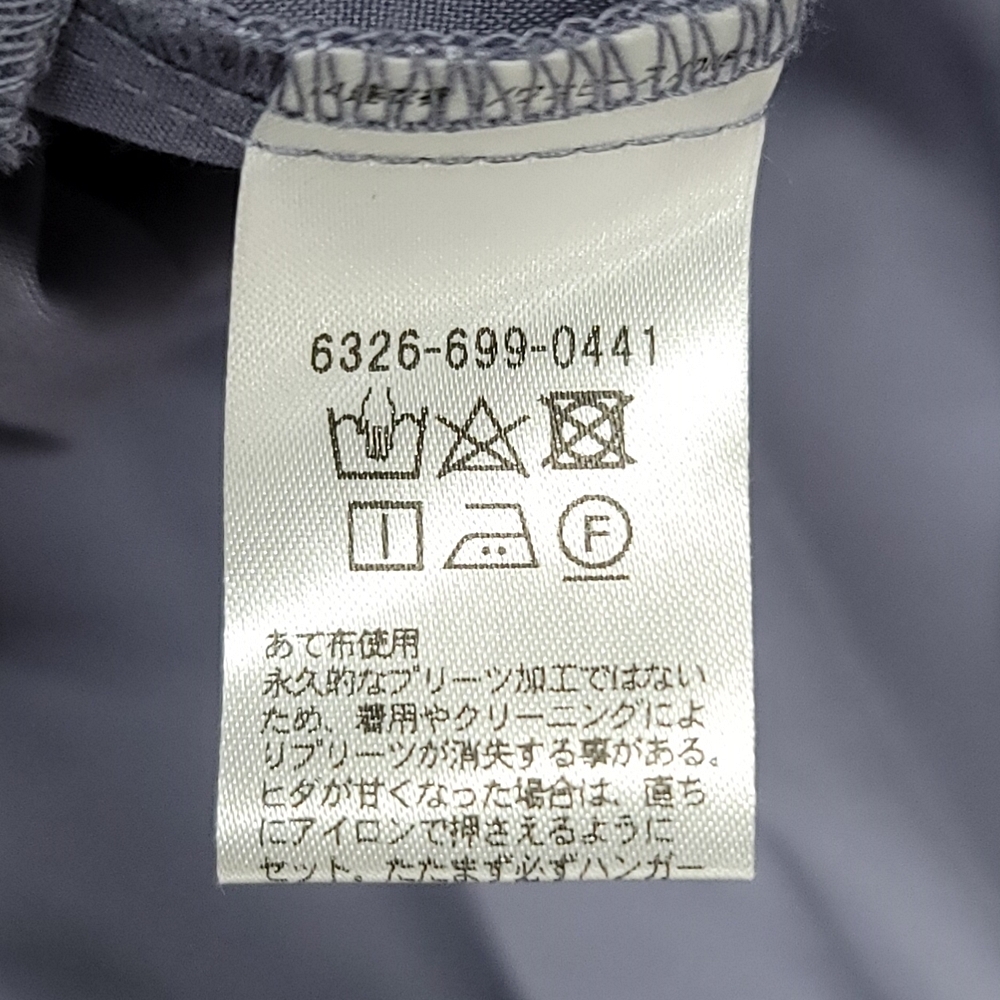 6326-699-0441
F
あて布使用
永久的なプリーツ加工ではない
ため、着用やクリーニングによ
りプリーツが消失する事がある。
ヒダが甘くなった場合は、直ち
にアイロンで押さえるように
セット。たたまず必ずハンガー